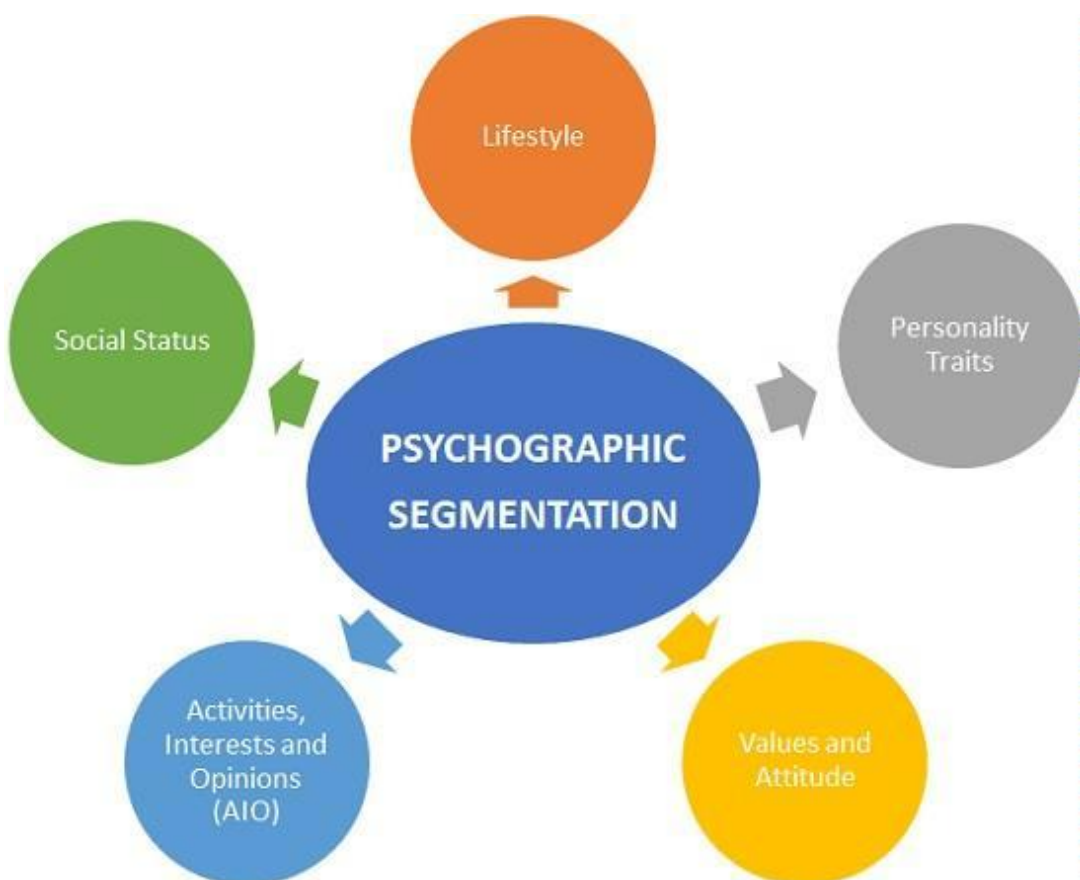 Lifestyle
Social Status
Personality
Traits
PSYCHOGRAPHIC
SEGMENTATION
Activities,
Interests and
Opinions
(AIO)
Values and
Attitude